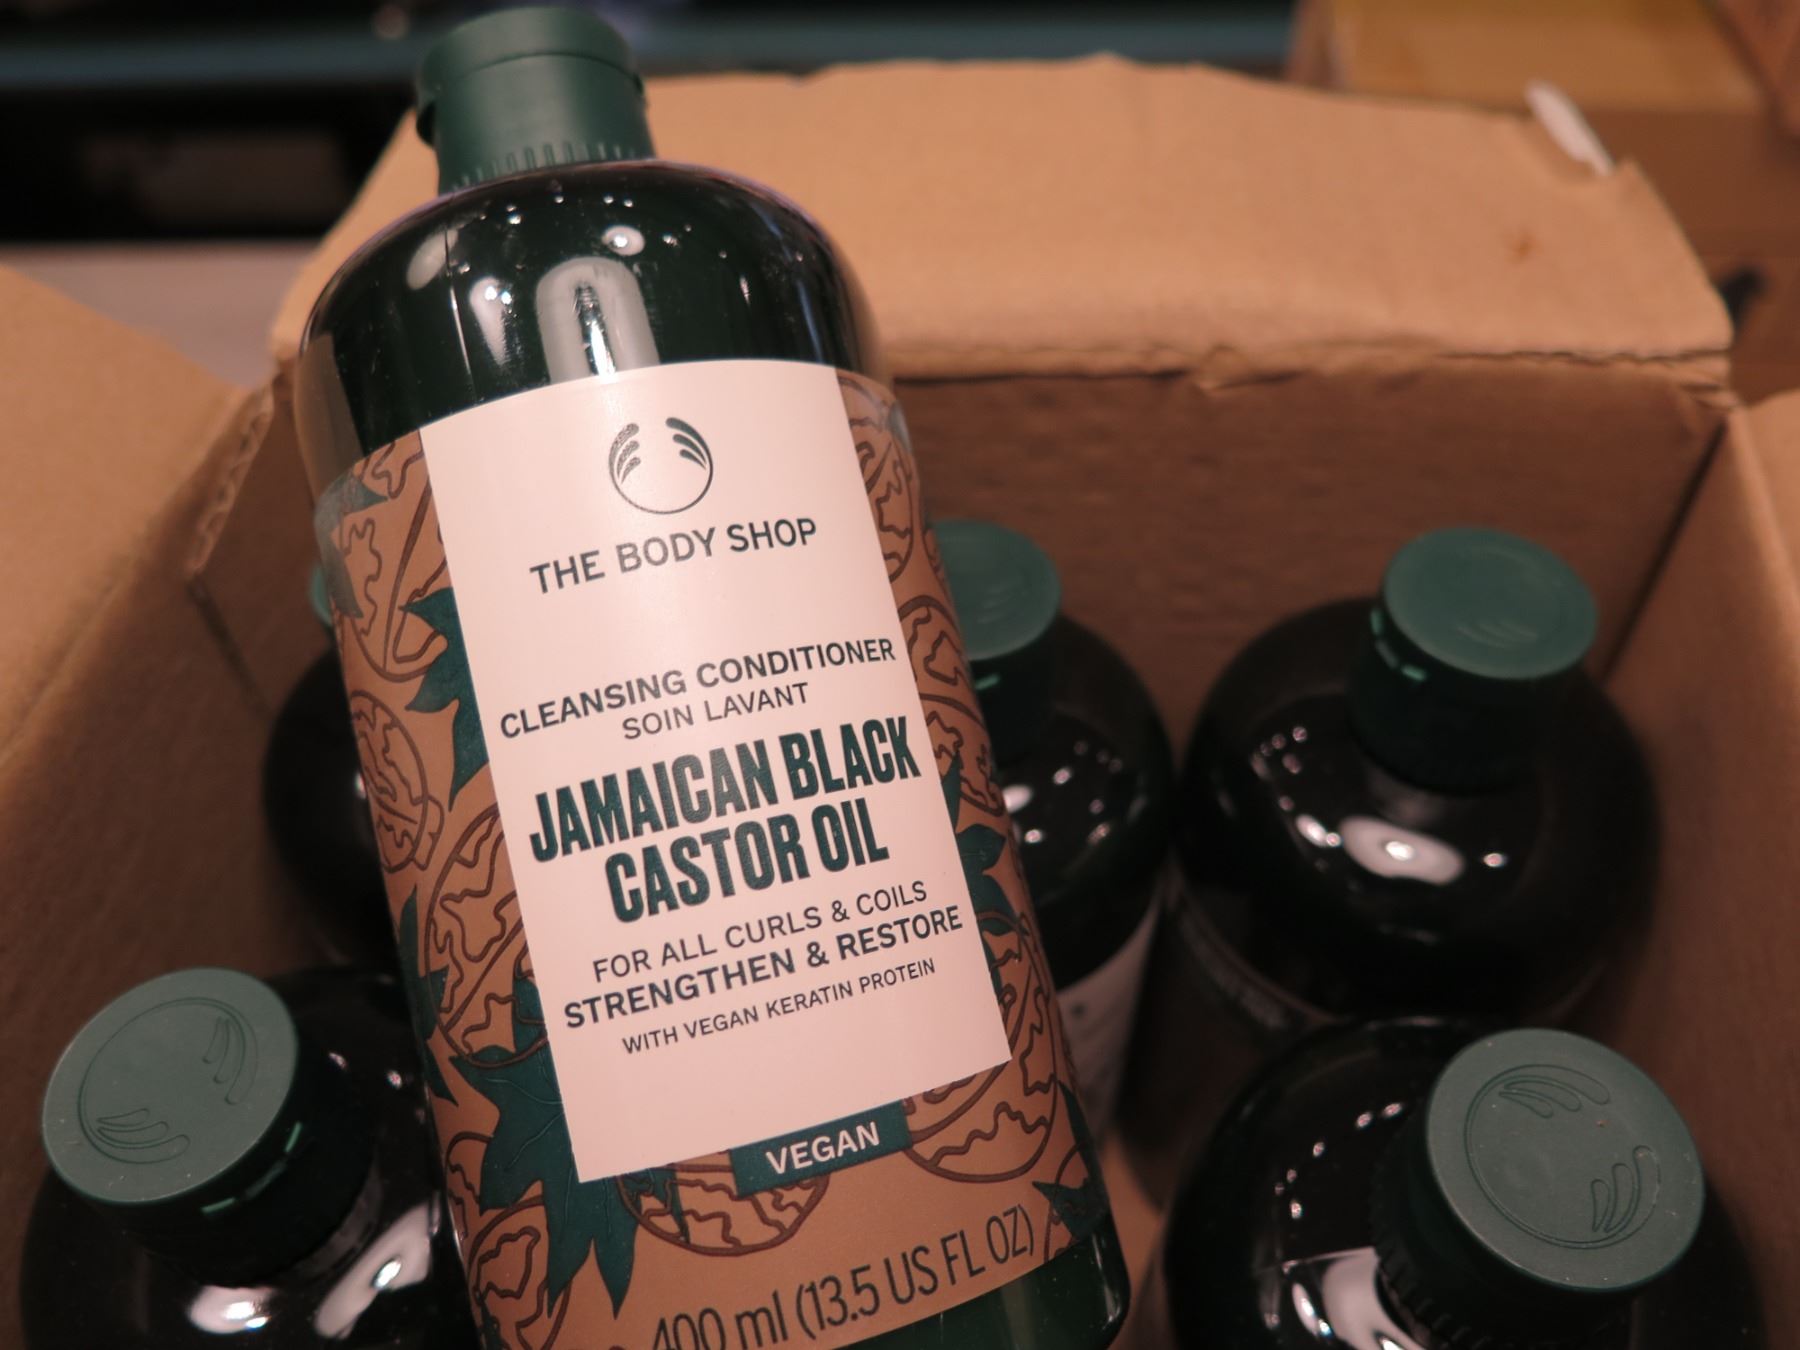 THE BODY SHOP
CLEANSING CONDITIONER
SOIN LAVANT
JAMAICAN BLACK
CASTOR OIL
FOR ALL CURLS & COILS
STRENGTHEN & RESTORE
WITH VEGAN KERATIN PROTEIN
VEGAN
400 ml (13.5 US FL OZ)